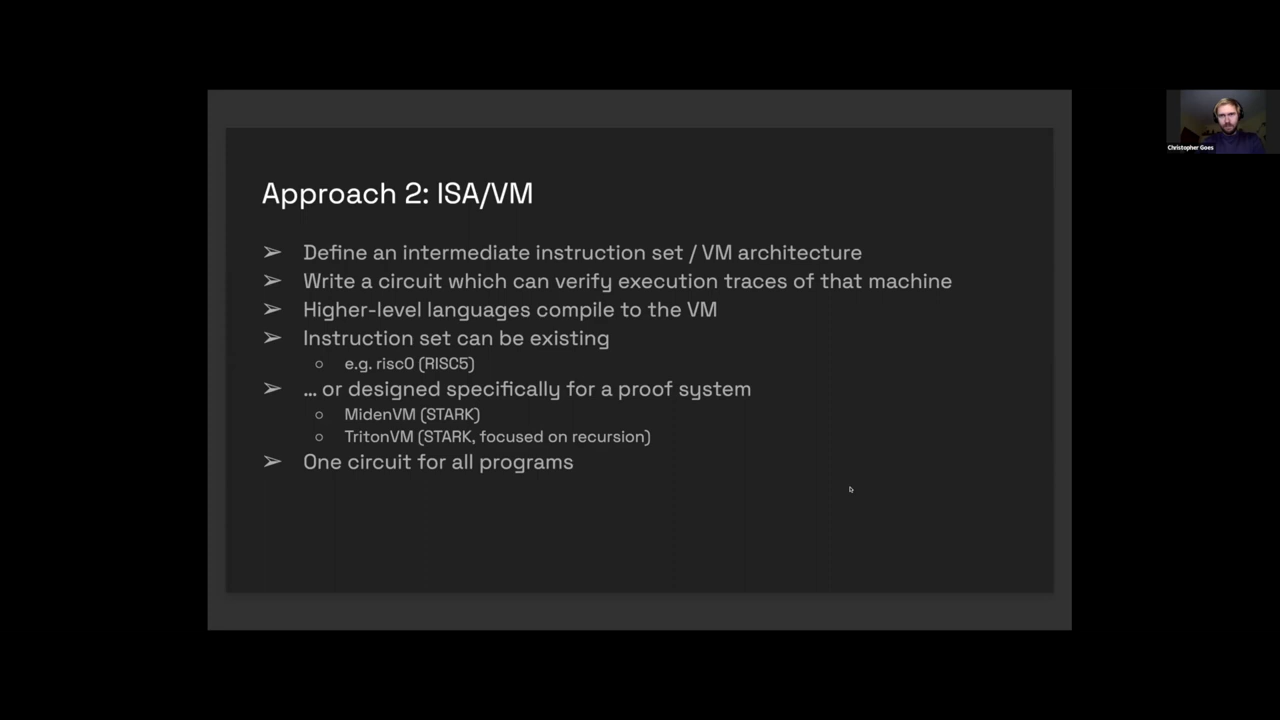 Approach 2: ISA/VM
➢ Define an intermediate instruction set / VM architecture
➢ Write a circuit which can verify execution traces of that machine
➢ Higher-level languages compile to the VM
➢ Instruction set can be existing
○ e.g. risc0 (RISC5)
➢ ... or designed specifically for a proof system
○ MidenVM (STARK)
○ TritonVM (STARK, focused on recursion)
➢ One circuit for all programs
Christopher Goes